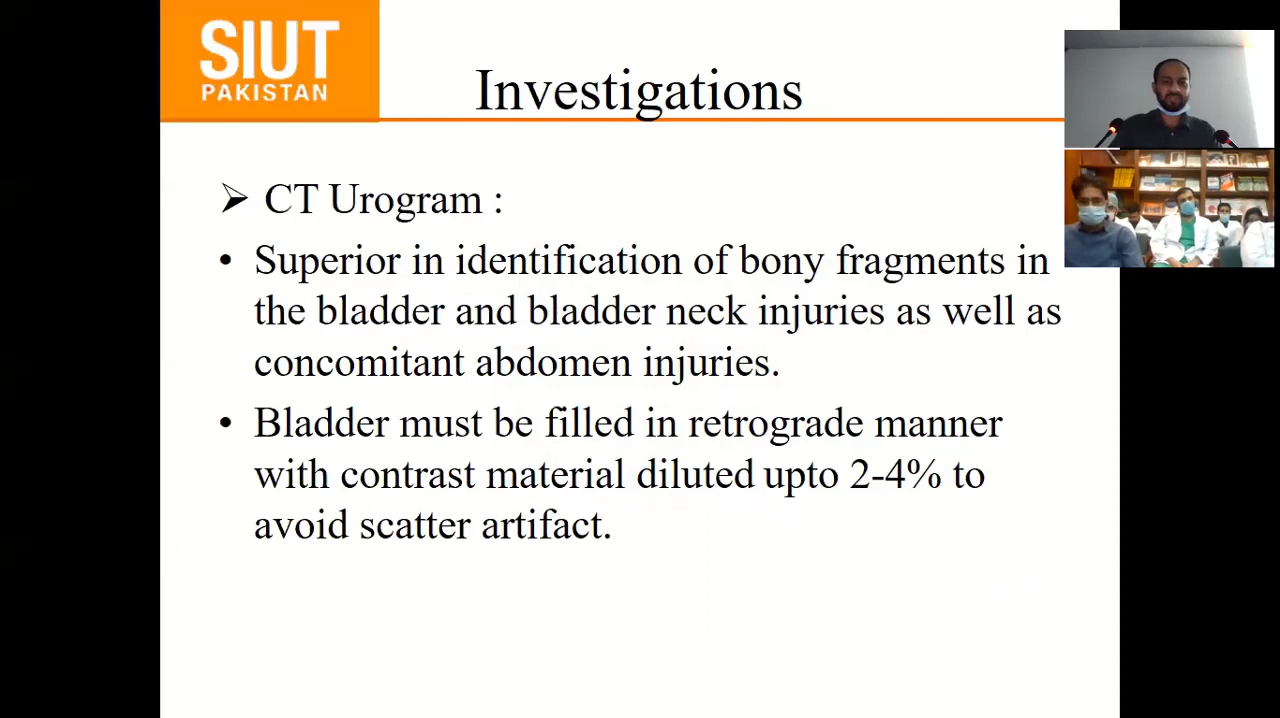 SIUT
PAKISTAN
Investigations
➢ CT Urogram :
• Superior in identification of bony fragments in
the bladder and bladder neck injuries as well as
concomitant abdomen injuries.
• Bladder must be filled in retrograde manner
with contrast material diluted upto 2-4% to
avoid scatter artifact.